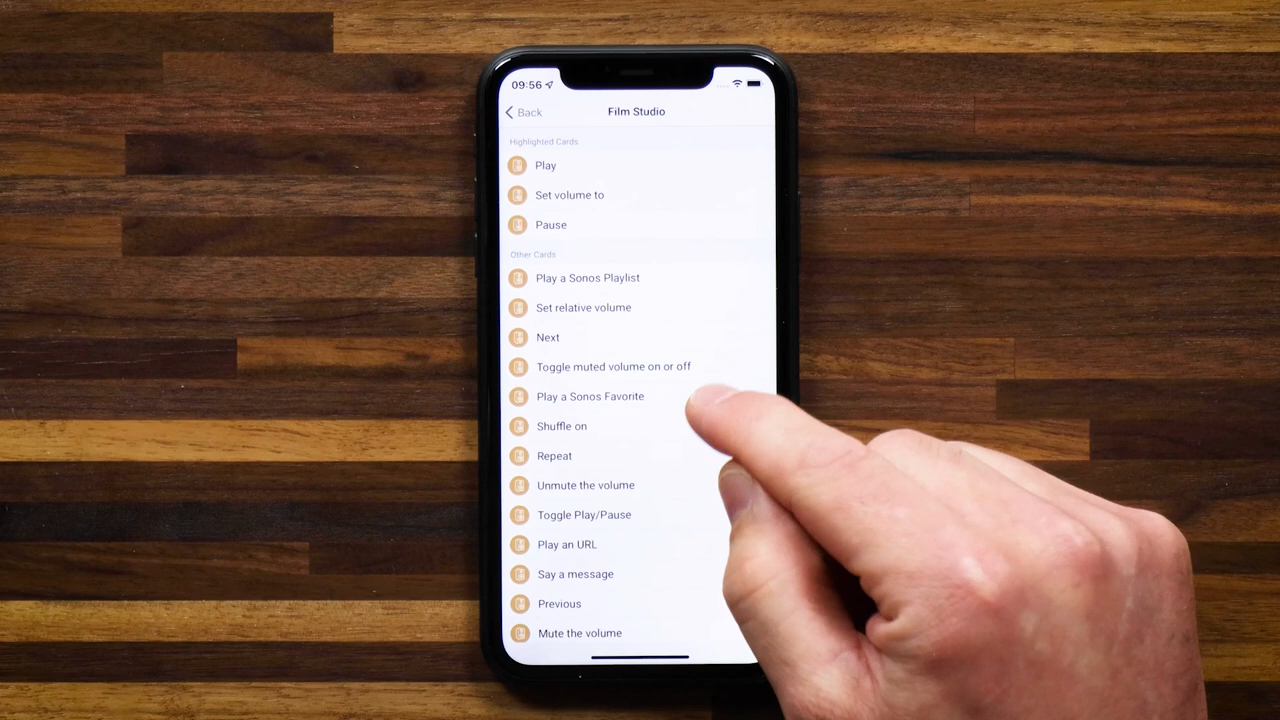 09:56
Back
Film Studio
Highlighted Cards
Play
Set volume to
Pause
Other Cards
Play a Sonos Playlist
Set relative volume
Next
Toggle muted volume on or off
Play a Sonos Favorite
Shuffle on
Repeat
Unmute the volume
Toggle Play/Pause
Play an URL
Say a message
Previous
Mute the volume